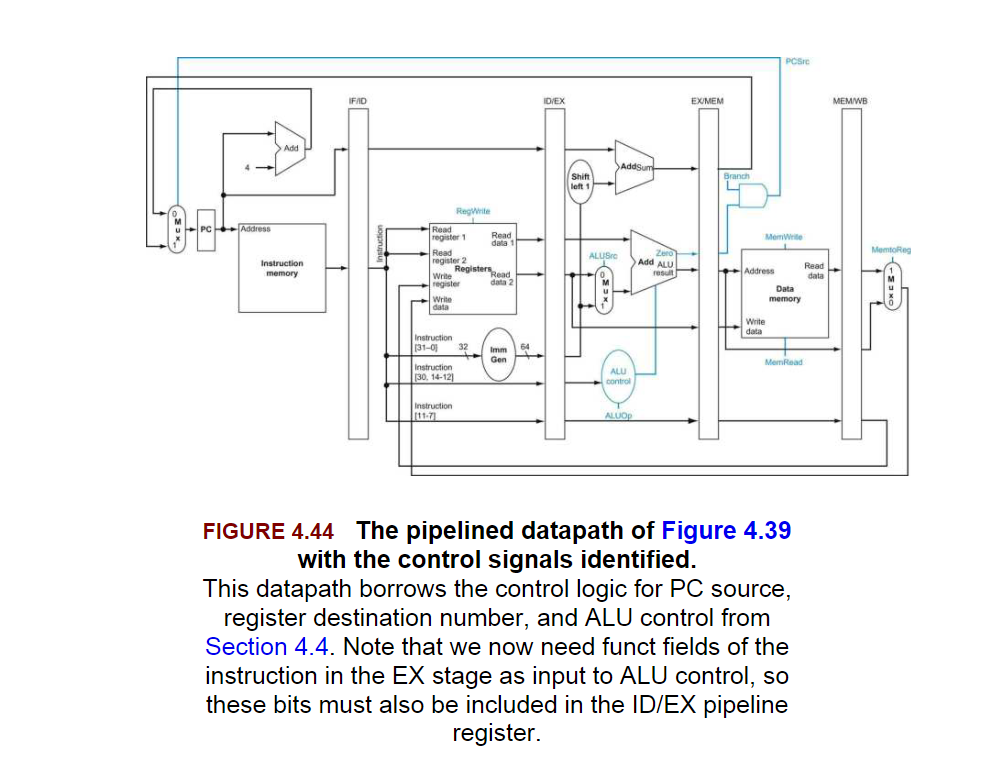 PCSrc
IF/ID
ID/EX
EX/MEM
MEM/WB
Add
4
AddSum
Shift
left 1
Branch
RegWrite
0
M
u
x
1
PC
Address
Instruction
memory
Instruction
Read
register 1
Read
data 1
Read
register 2
Registers
Read
data 2
Write
register
Write
data
ALUSrc
0
M
u
x
1
Zero
Add
ALU
result
MemWrite
Address
Read
data
Data
memory
Write
data
MemRead
MemtoReg
1
M
u
x
0
Instruction
[31–0]
32
Imm
Gen
64
Instruction
[30, 14-12]
ALU
control
Instruction
[11-7]
ALUOp
FIGURE 4.44 The pipelined datapath of Figure 4.39
with the control signals identified.
This datapath borrows the control logic for PC source,
register destination number, and ALU control from
Section 4.4. Note that we now need funct fields of the
instruction in the EX stage as input to ALU control, so
these bits must also be included in the ID/EX pipeline
register.